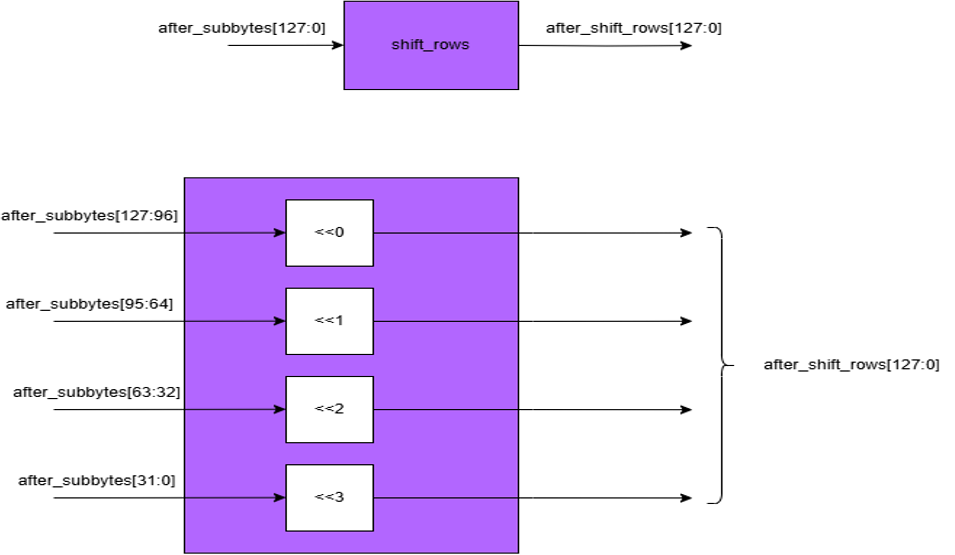 after_subbytes[127:0]
shift_rows
after_shift_rows[127:0]
after_subbytes[127:96]
<<0
after_subbytes[95:64]
<<1
after_shift_rows[127:0]
after_subbytes[63:32]
<<2
after_subbytes[31:0]
<<3